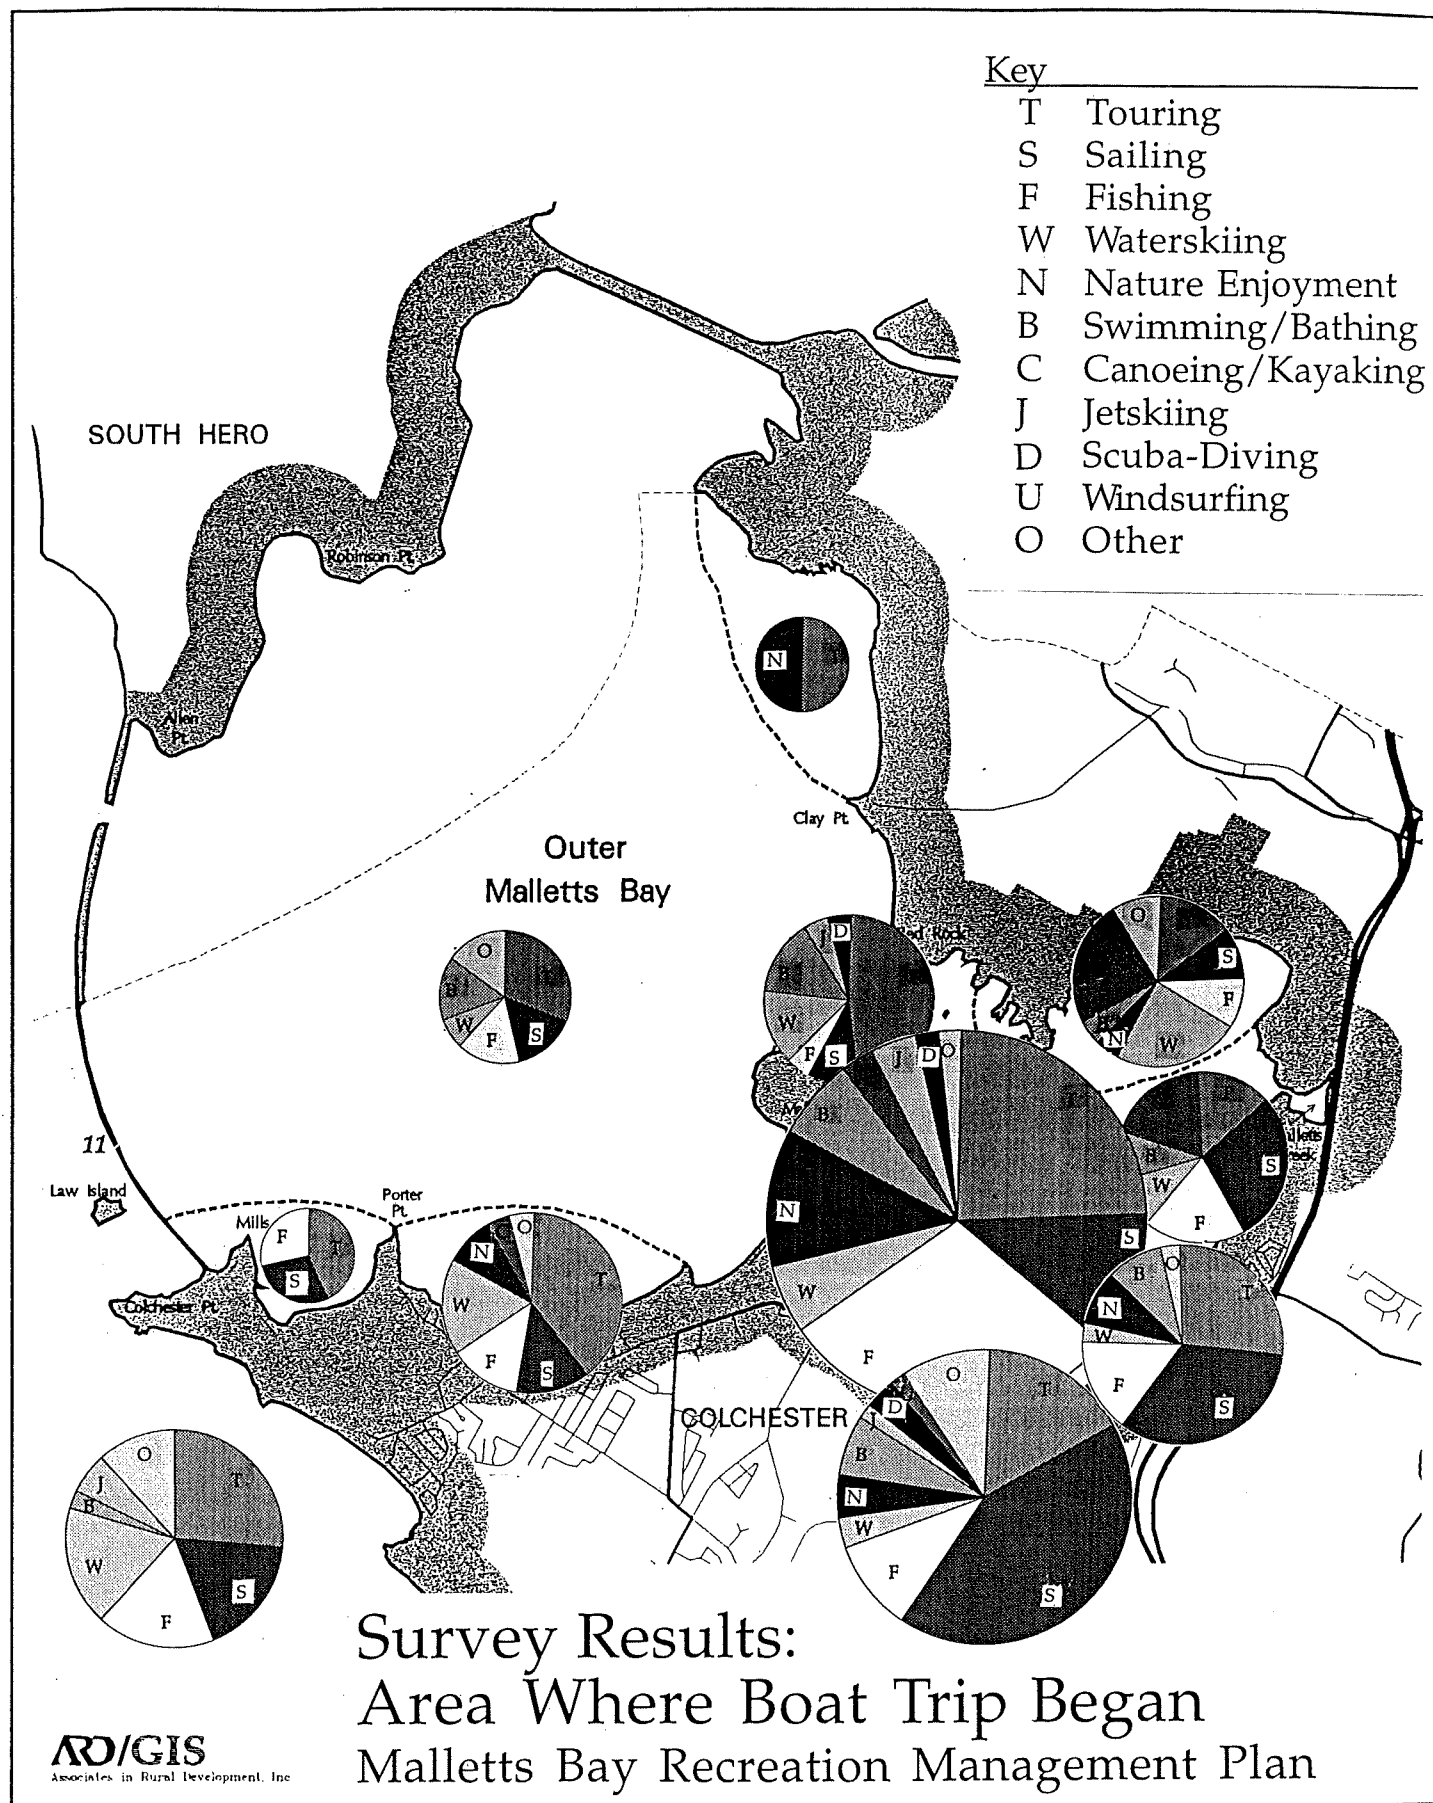 Key
T Touring
S Sailing
F Fishing
W Waterskiing
N Nature Enjoyment
B Swimming/Bathing
C Canoeing/Kayaking
J Jetskiing
D Scuba-Diving
U Windsurfing
O Other
SOUTH HERO
Robinson Pt.
Allen
Pt.
N
Clay Pt.
Outer
Malletts Bay
Red Rock
O
B
W
F
S
J
D
W
F
S
O
S
F
W
N
11
Law Island
Porter
Pt.
Mills
F
T
S
Colchester Pt.
O
N
T
W
F
S
J
D
O
B
N
S
W
F
B
S
W
F
O
B
T
N
W
F
S
COLCHESTER
O
T
D
J
B
N
W
F
S
O
T
J
B
W
S
F
Survey Results:
Area Where Boat Trip Began
Malletts Bay Recreation Management Plan
ARD/GIS
Associates in Rural Development, Inc